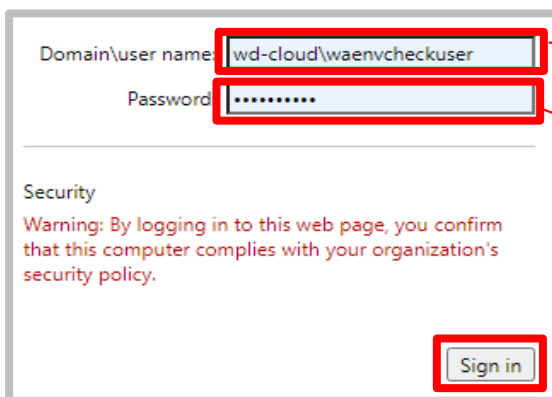 Domain\user name: wd-cloud\waenvcheckuser
Password: ••••••••••
Security
Warning: By logging in to this web page, you confirm
that this computer complies with your organization's
security policy.
Sign in